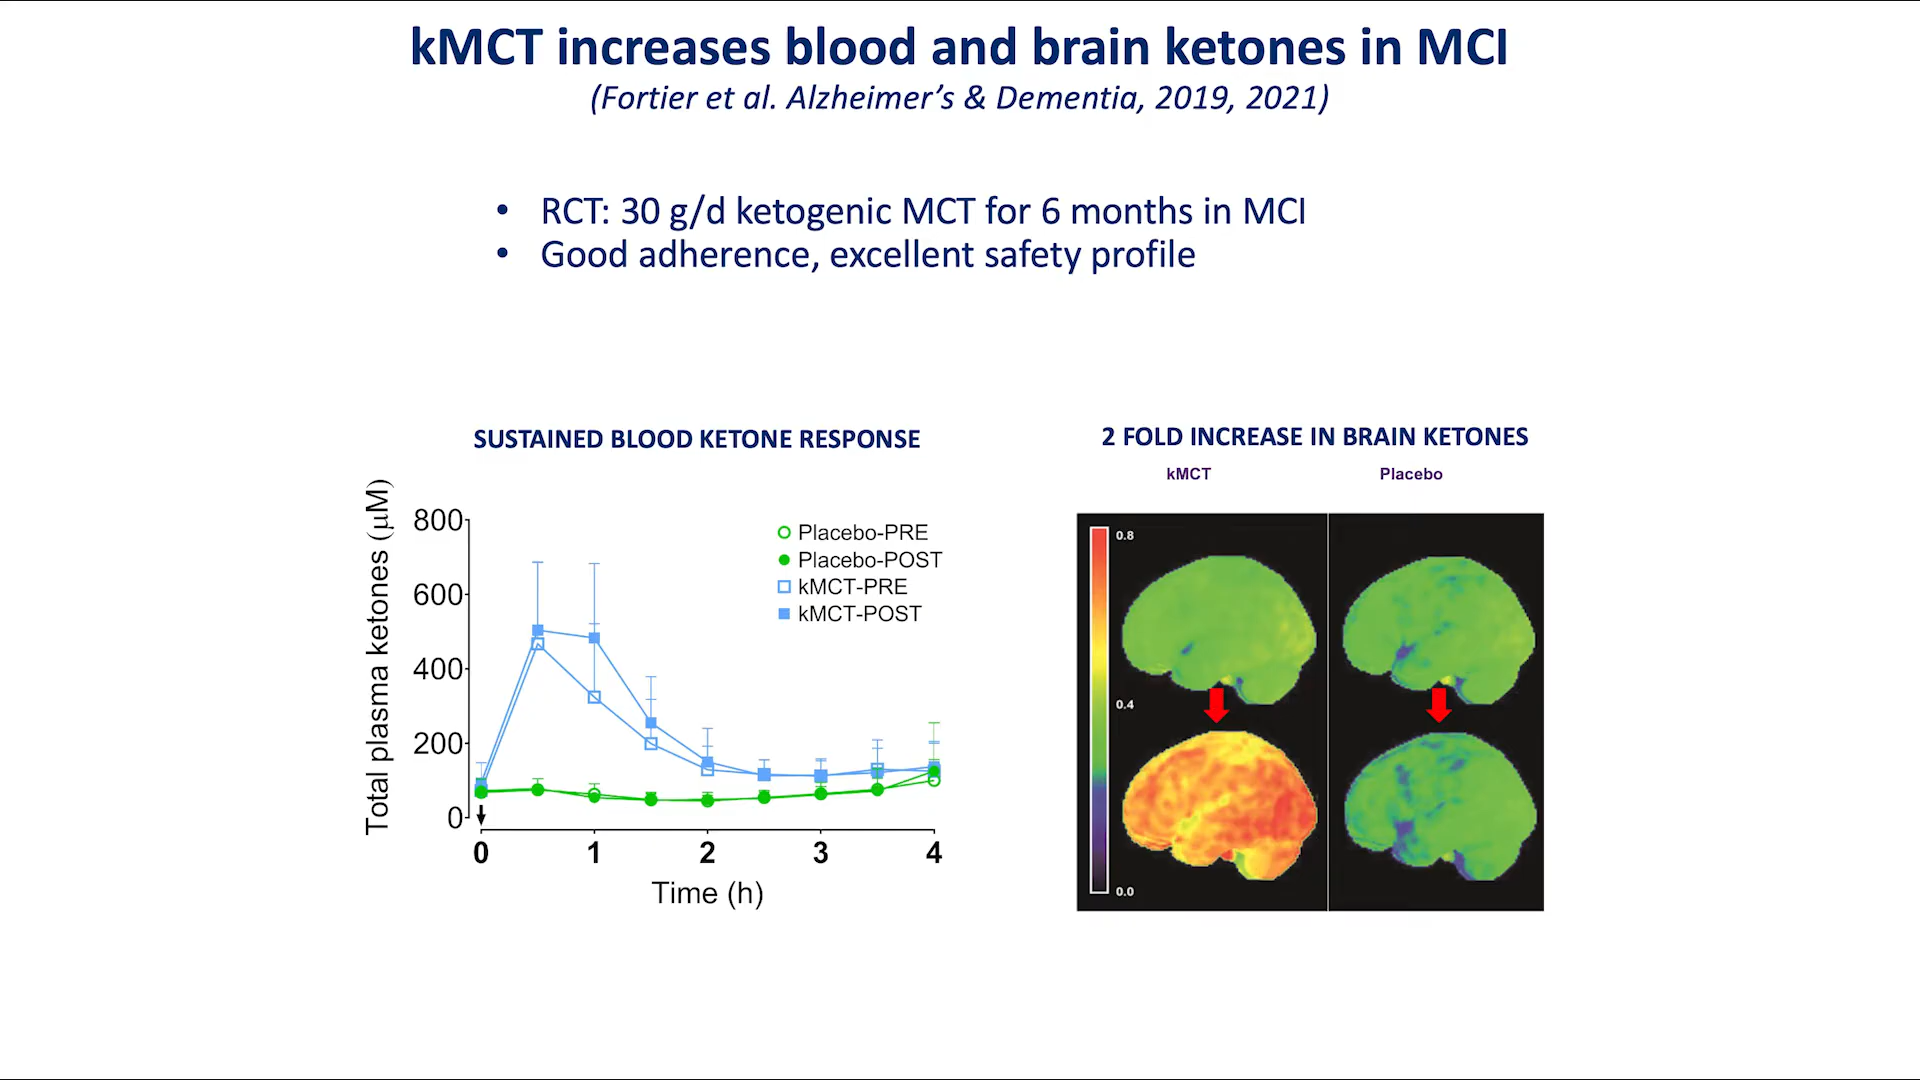 kMCT increases blood and brain ketones in MCI
(Fortier et al. Alzheimer's & Dementia, 2019, 2021)
• RCT: 30 g/d ketogenic MCT for 6 months in MCI
• Good adherence, excellent safety profile
SUSTAINED BLOOD KETONE RESPONSE
Total plasma ketones (μM)
800
600
400
200
0
Placebo-PRE
Placebo-POST
kMCT-PRE
kMCT-POST
0 1 2 3 4
Time (h)
2 FOLD INCREASE IN BRAIN KETONES
kMCT Placebo
0.8
0.4
0.0